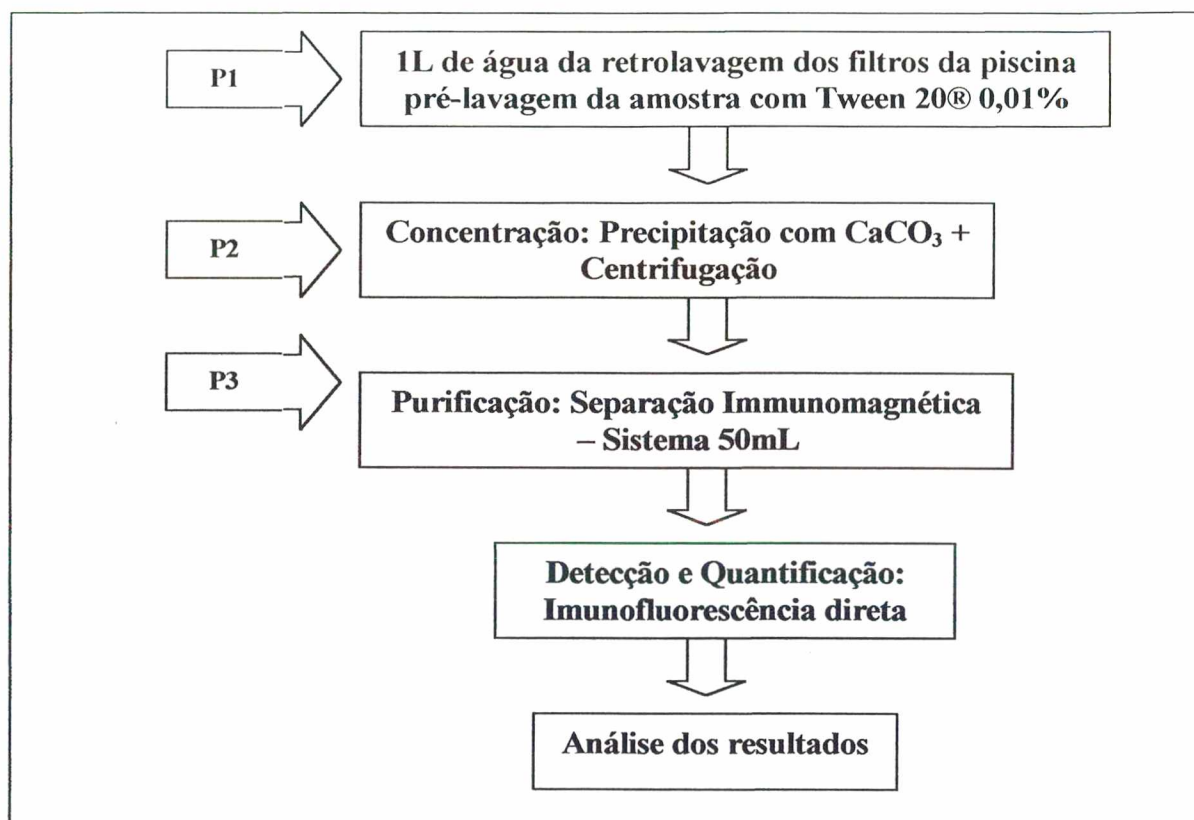 P1
1L de água da retrolavagem dos filtros da piscina
pré-lavagem da amostra com Tween 20® 0,01%
P2
Concentração: Precipitação com CaCO₃ +
Centrifugação
P3
Purificação: Separação Immunomagnética
– Sistema 50mL
Detecção e Quantificação:
Imunofluorescência direta
Análise dos resultados